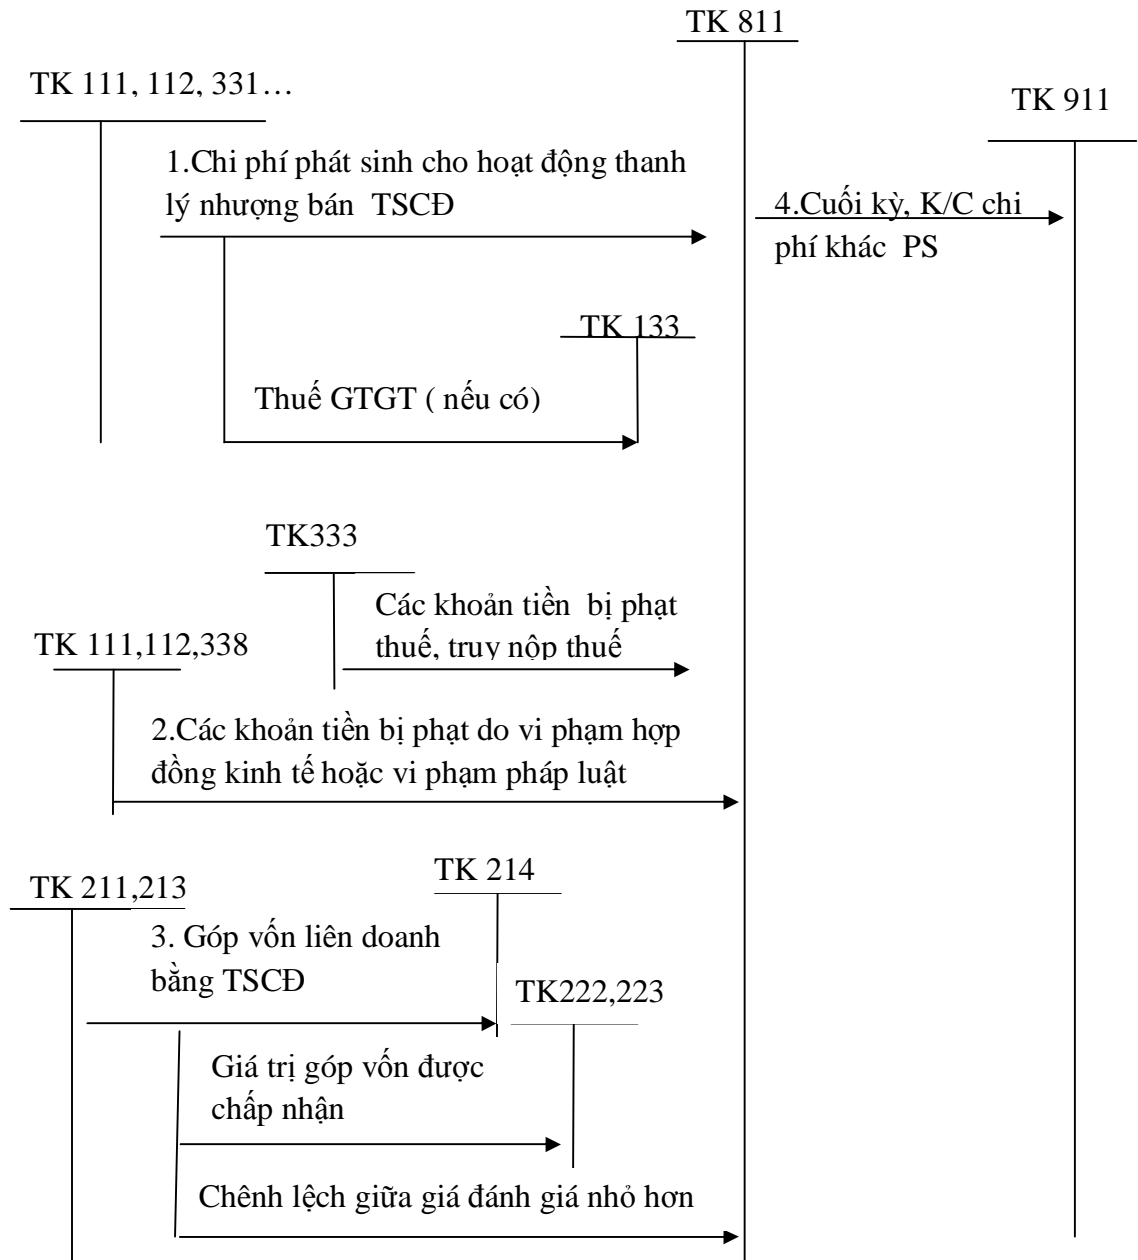 TK 811
TK 111, 112, 331…
TK 911
1.Chi phí phát sinh cho hoạt động thanh
lý nhượng bán TSCĐ
4.Cuối kỳ, K/C chi
phí khác PS
TK 133
Thuế GTGT ( nếu có)
TK333
Các khoản tiền bị phạt
thuế, truy nộp thuế
TK 111,112,338
2.Các khoản tiền bị phạt do vi phạm hợp
đồng kinh tế hoặc vi phạm pháp luật
TK 214
TK 211,213
3. Góp vốn liên doanh
bằng TSCĐ
TK222,223
Giá trị góp vốn được
chấp nhận
Chênh lệch giữa giá đánh giá nhỏ hơn